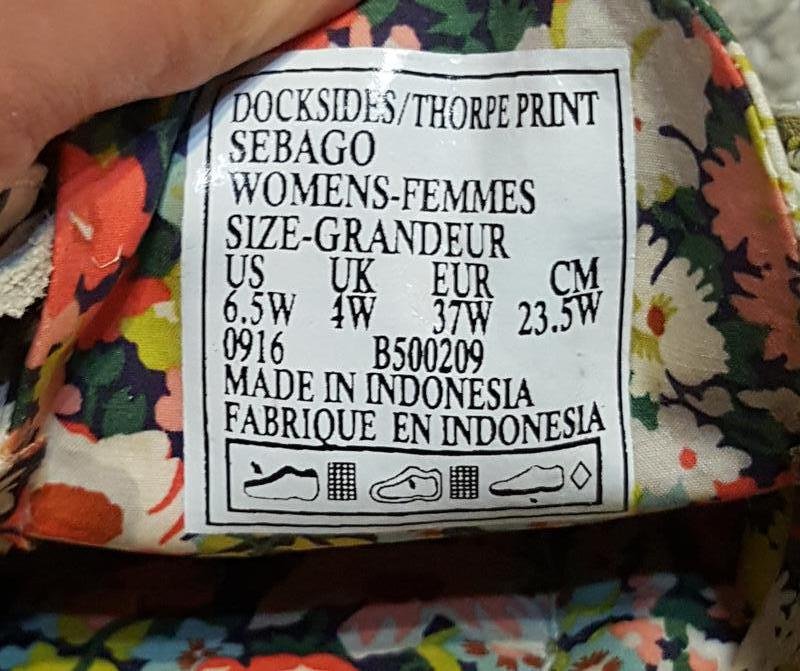 DOCKSIDES/THORPE PRINT
SEBAGO
WOMENS-FEMMES
SIZE-GRANDEUR
US UK EUR CM
6.5W 4W 37W 23.5W
0916 B500209
MADE IN INDONESIA
FABRIQUE EN INDONESIA